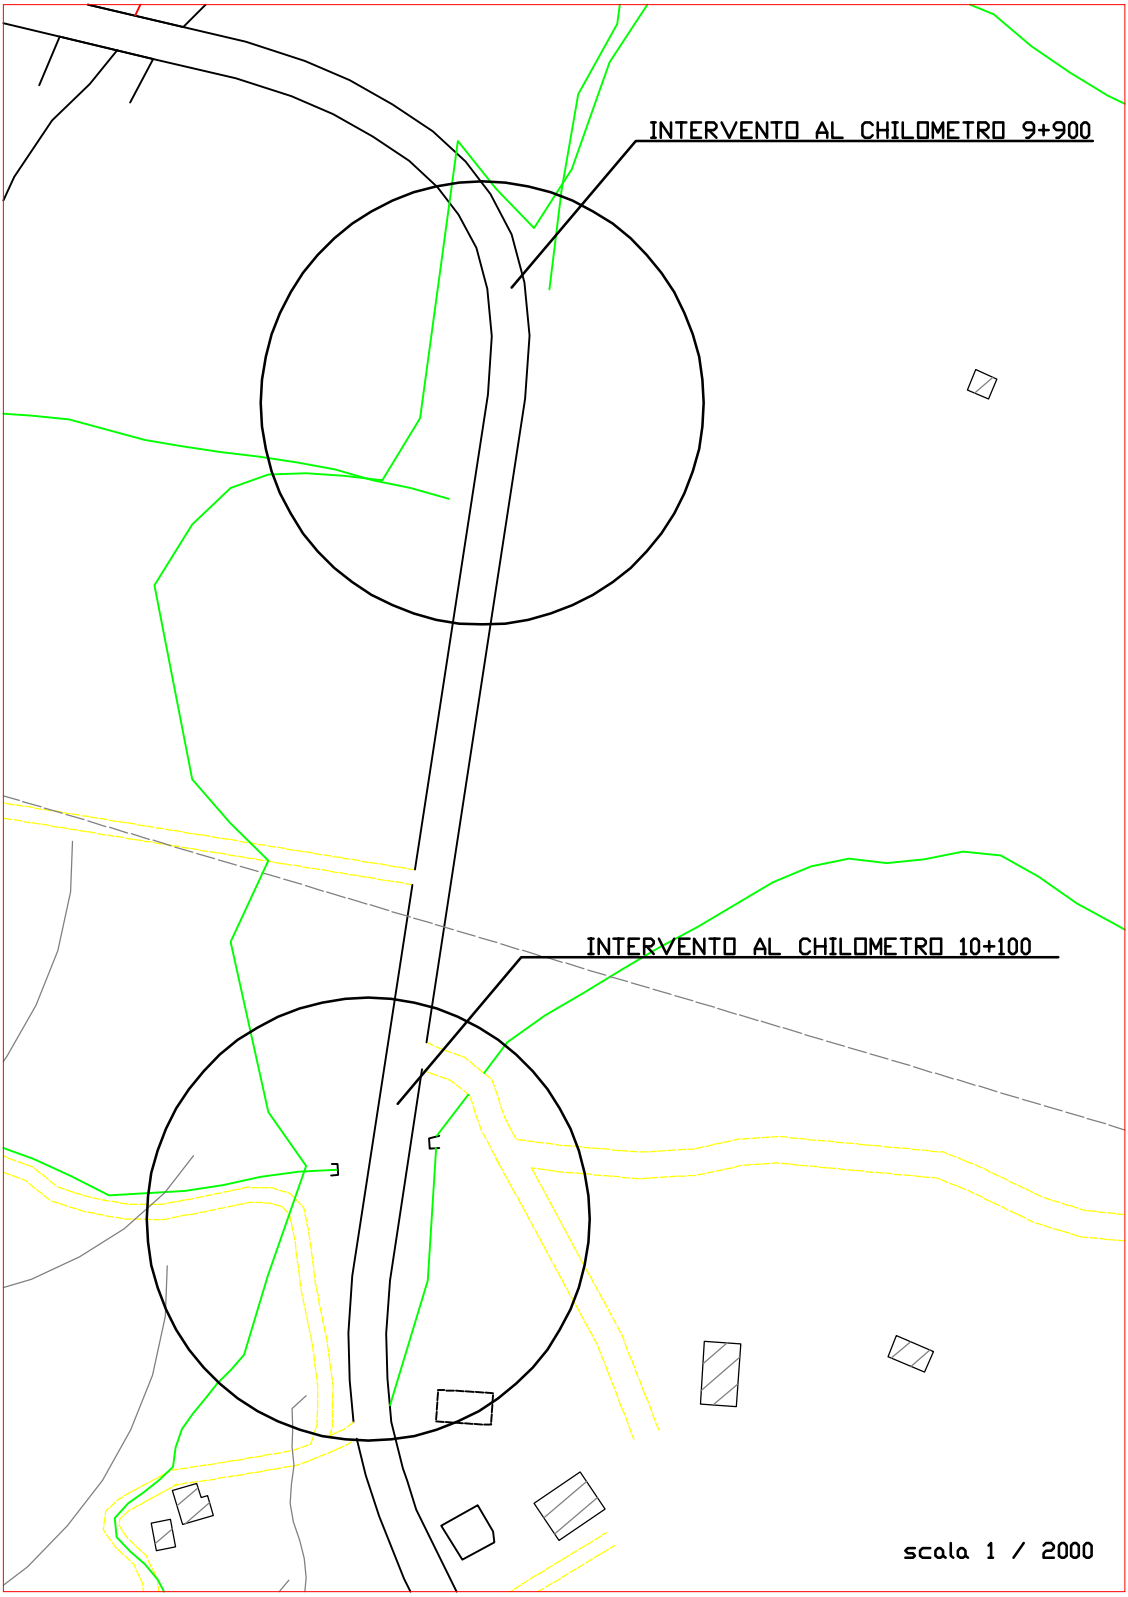 INTERVENTO AL CHILOMETRO 9+900
INTERVENTO AL CHILOMETRO 10+100
scala 1 / 2000